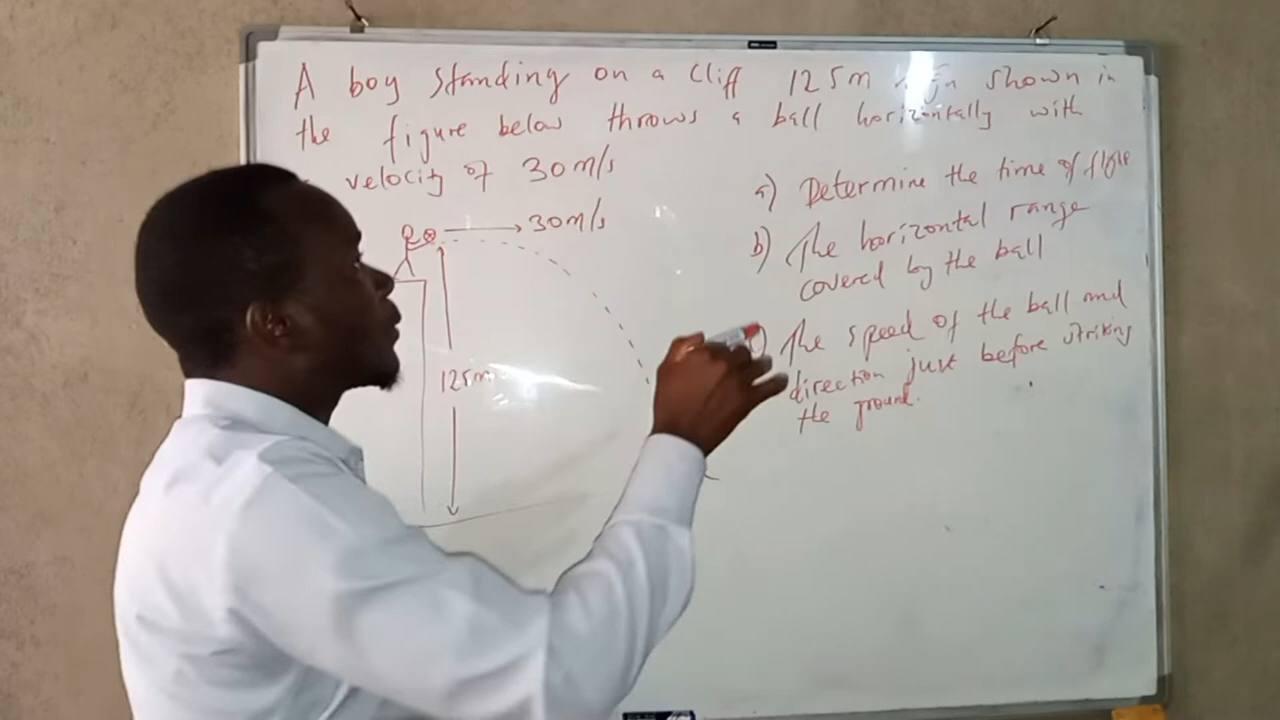 A boy standing on a cliff 125m shown in
the figure below throws a ball horizontally with
velocity of 30m/s
30m/s
125m
a) Determine the time of
b) The horizontal range
covered by the ball
) The speed of the ball and
direction just before striking
the ground.